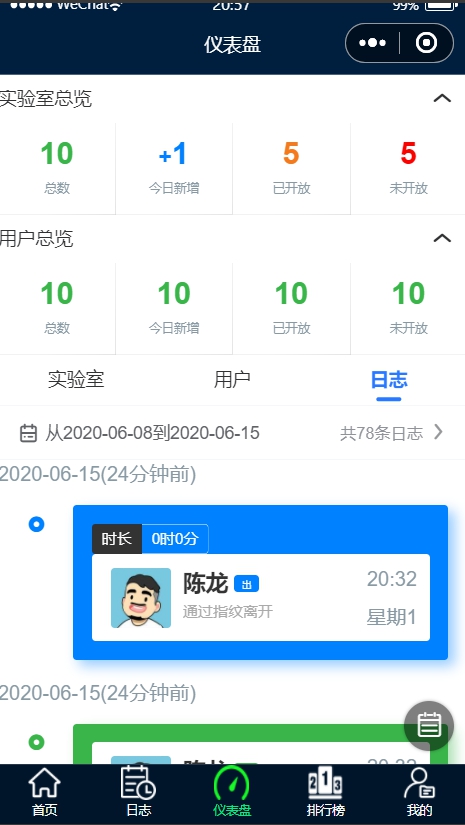 WeChat 20:57 99%
仪表盘
实验室总览
10 +1 5 5
总数 今日新增 已开放 未开放
用户总览
10 10 10 10
总数 今日新增 已开放 未开放
实验室 用户 日志
从2020-06-08到2020-06-15 共78条日志
2020-06-15(24分钟前)
时长 0时0分
陈龙 出 20:32
通过指纹离开 星期1
2020-06-15(24分钟前)
首页 日志 仪表盘 排行榜 我的